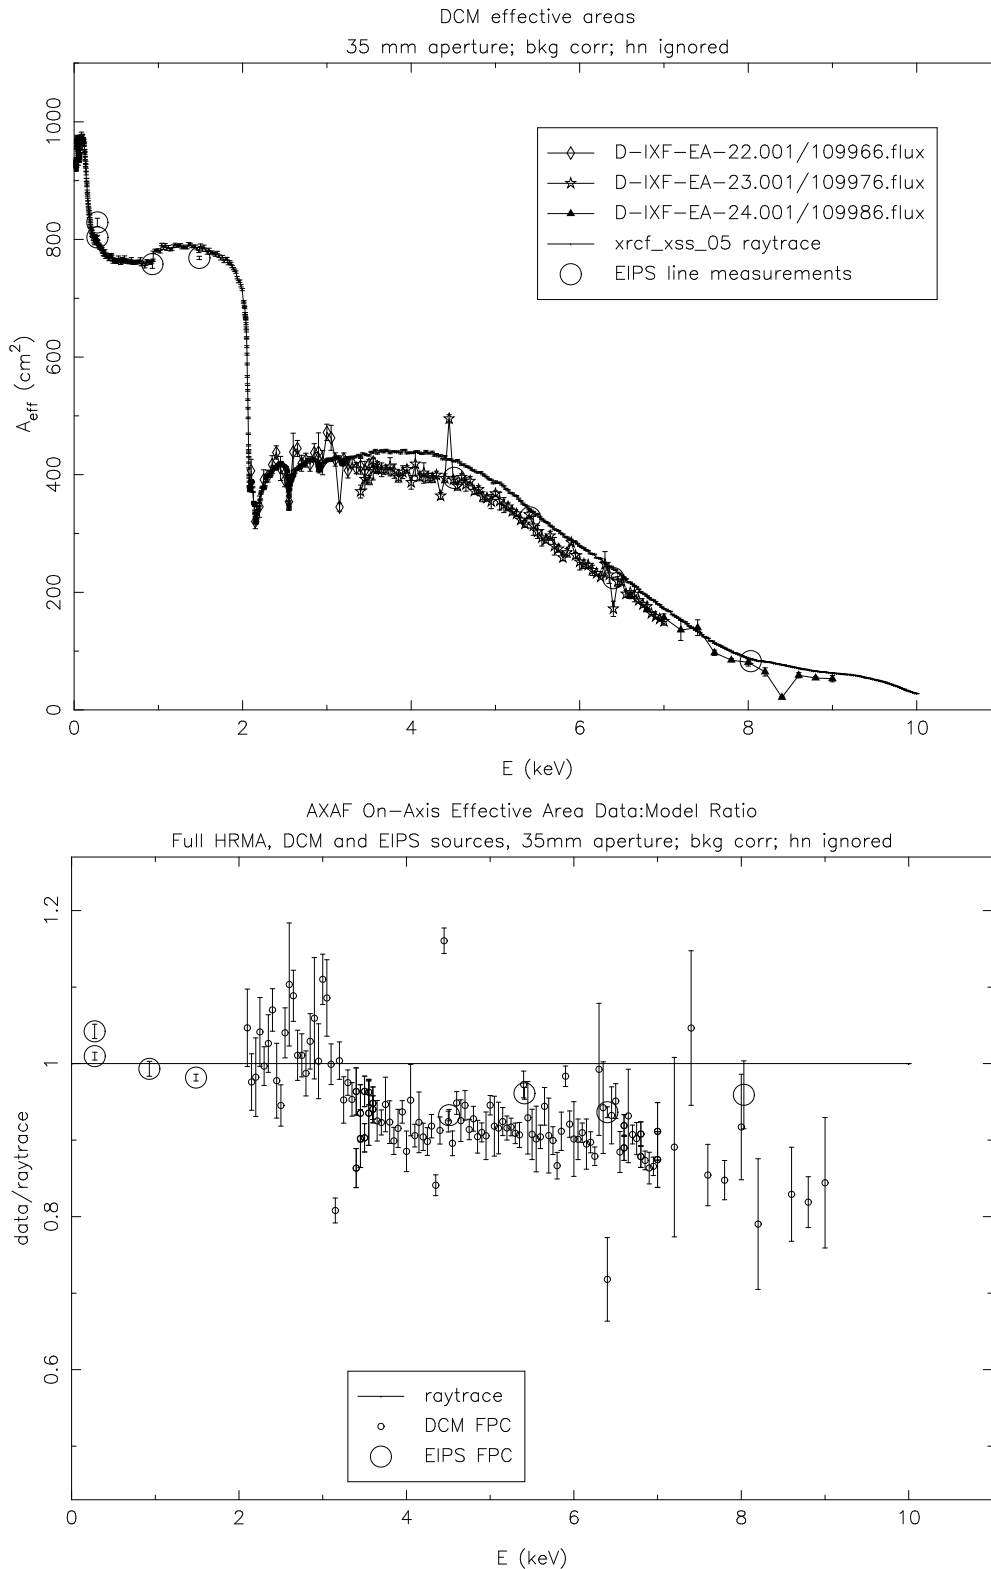 DCM effective areas
35 mm aperture; bkg corr; hn ignored
A_eff (cm²)
1000
800
600
400
200
0
D-IXF-EA-22.001/109966.flux
D-IXF-EA-23.001/109976.flux
D-IXF-EA-24.001/109986.flux
xrcf_xss_05 raytrace
EIPS line measurements
0 2 4 6 8 10
E (keV)
AXAF On-Axis Effective Area Data:Model Ratio
Full HRMA, DCM and EIPS sources, 35mm aperture; bkg corr; hn ignored
data/raytrace
1.2
1
0.8
0.6
raytrace
DCM FPC
EIPS FPC
0 2 4 6 8 10
E (keV)